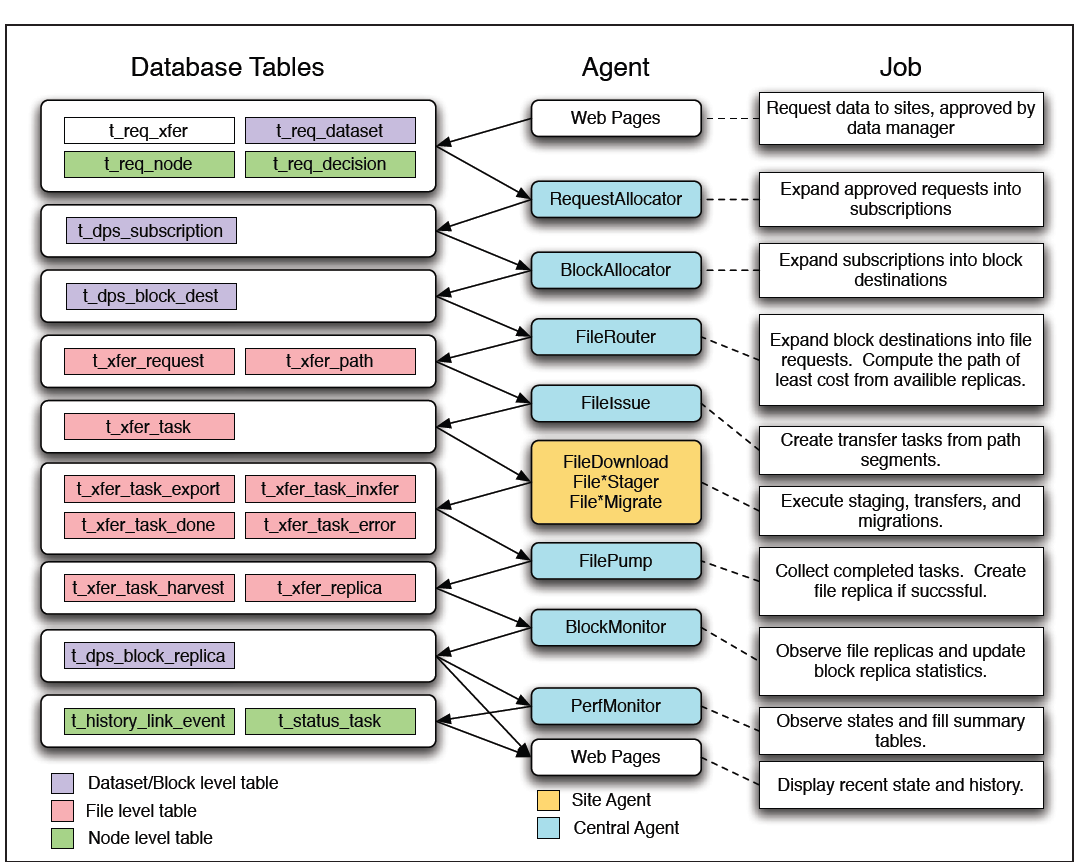 Database Tables
Agent
Job
t_req_xfer
t_req_dataset
t_req_node
t_req_decision
Web Pages
Request data to sites, approved by
data manager
t_dps_subscription
RequestAllocator
Expand approved requests into
subscriptions
t_dps_block_dest
BlockAllocator
Expand subscriptions into block
destinations
t_xfer_request
t_xfer_path
FileRouter
Expand block destinations into file
requests.  Compute the path of
least cost from availible replicas.
t_xfer_task
FileIssue
Create transfer tasks from path
segments.
t_xfer_task_export
t_xfer_task_inxfer
t_xfer_task_done
t_xfer_task_error
FileDownload
File*Stager
File*Migrate
Execute staging, transfers, and
migrations.
t_xfer_task_harvest
t_xfer_replica
FilePump
Collect completed tasks.  Create
file replica if succssful.
t_dps_block_replica
BlockMonitor
Observe file replicas and update
block replica statistics.
t_history_link_event
t_status_task
PerfMonitor
Observe states and fill summary
tables.
Web Pages
Display recent state and history.
Dataset/Block level table
File level table
Node level table
Site Agent
Central Agent